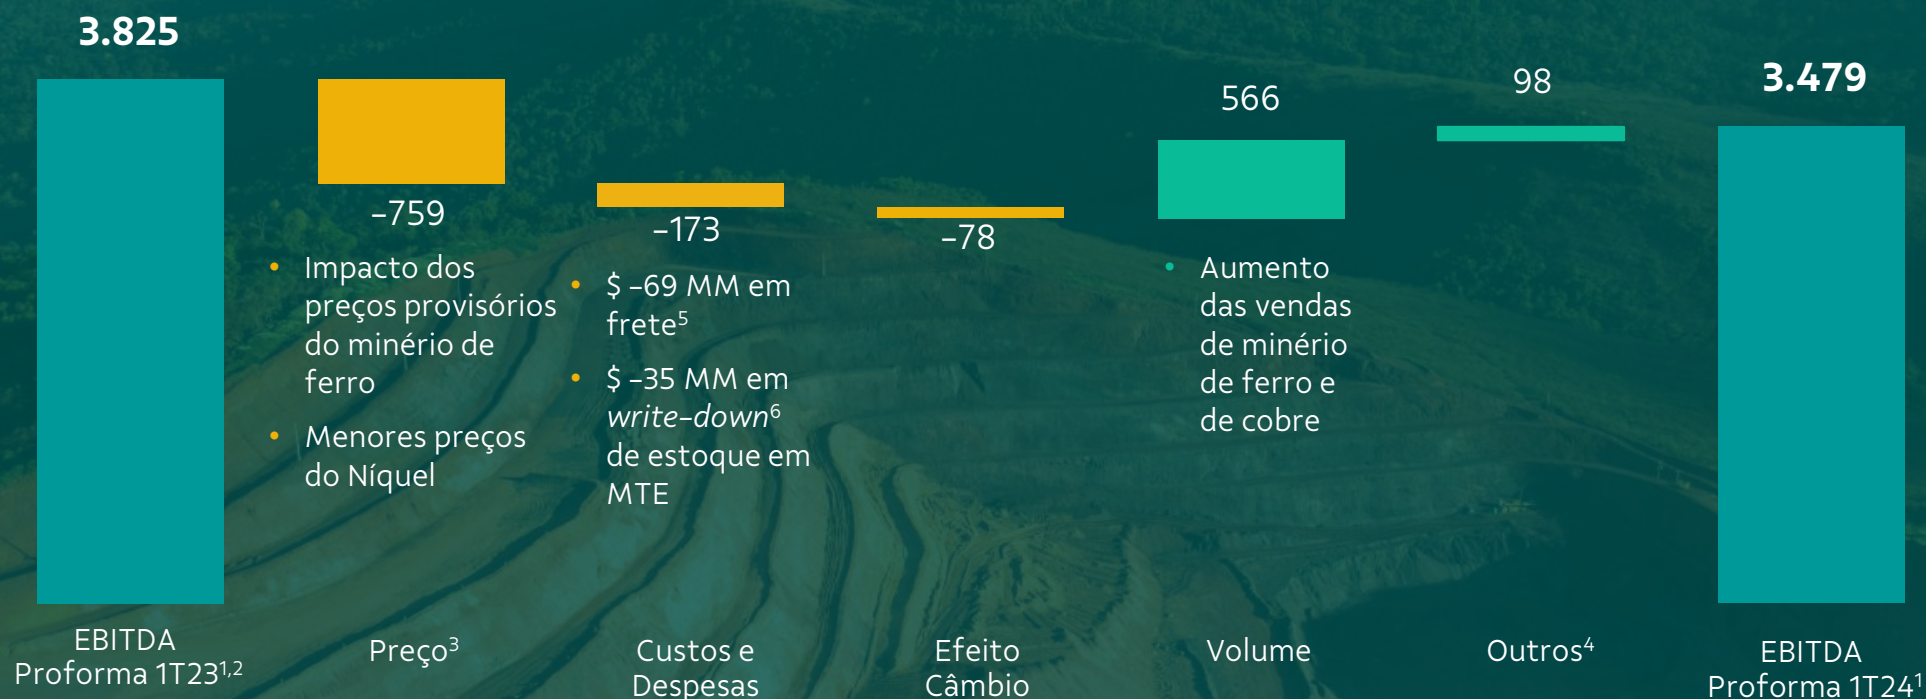 3.825
3.479
98
566
-759
-173
-78
• Impacto dos
preços provisórios
do minério de
ferro
• Menores preços
do Níquel
• $ -69 MM em
frete⁵
• $ -35 MM em
write-down⁶
de estoque em
MTE
• Aumento
das vendas
de minério
de ferro e
de cobre
EBITDA
Proforma 1T23¹,²
Preço³
Custos e
Despesas
Efeito
Câmbio
Volume
Outros⁴
EBITDA
Proforma 1T24¹